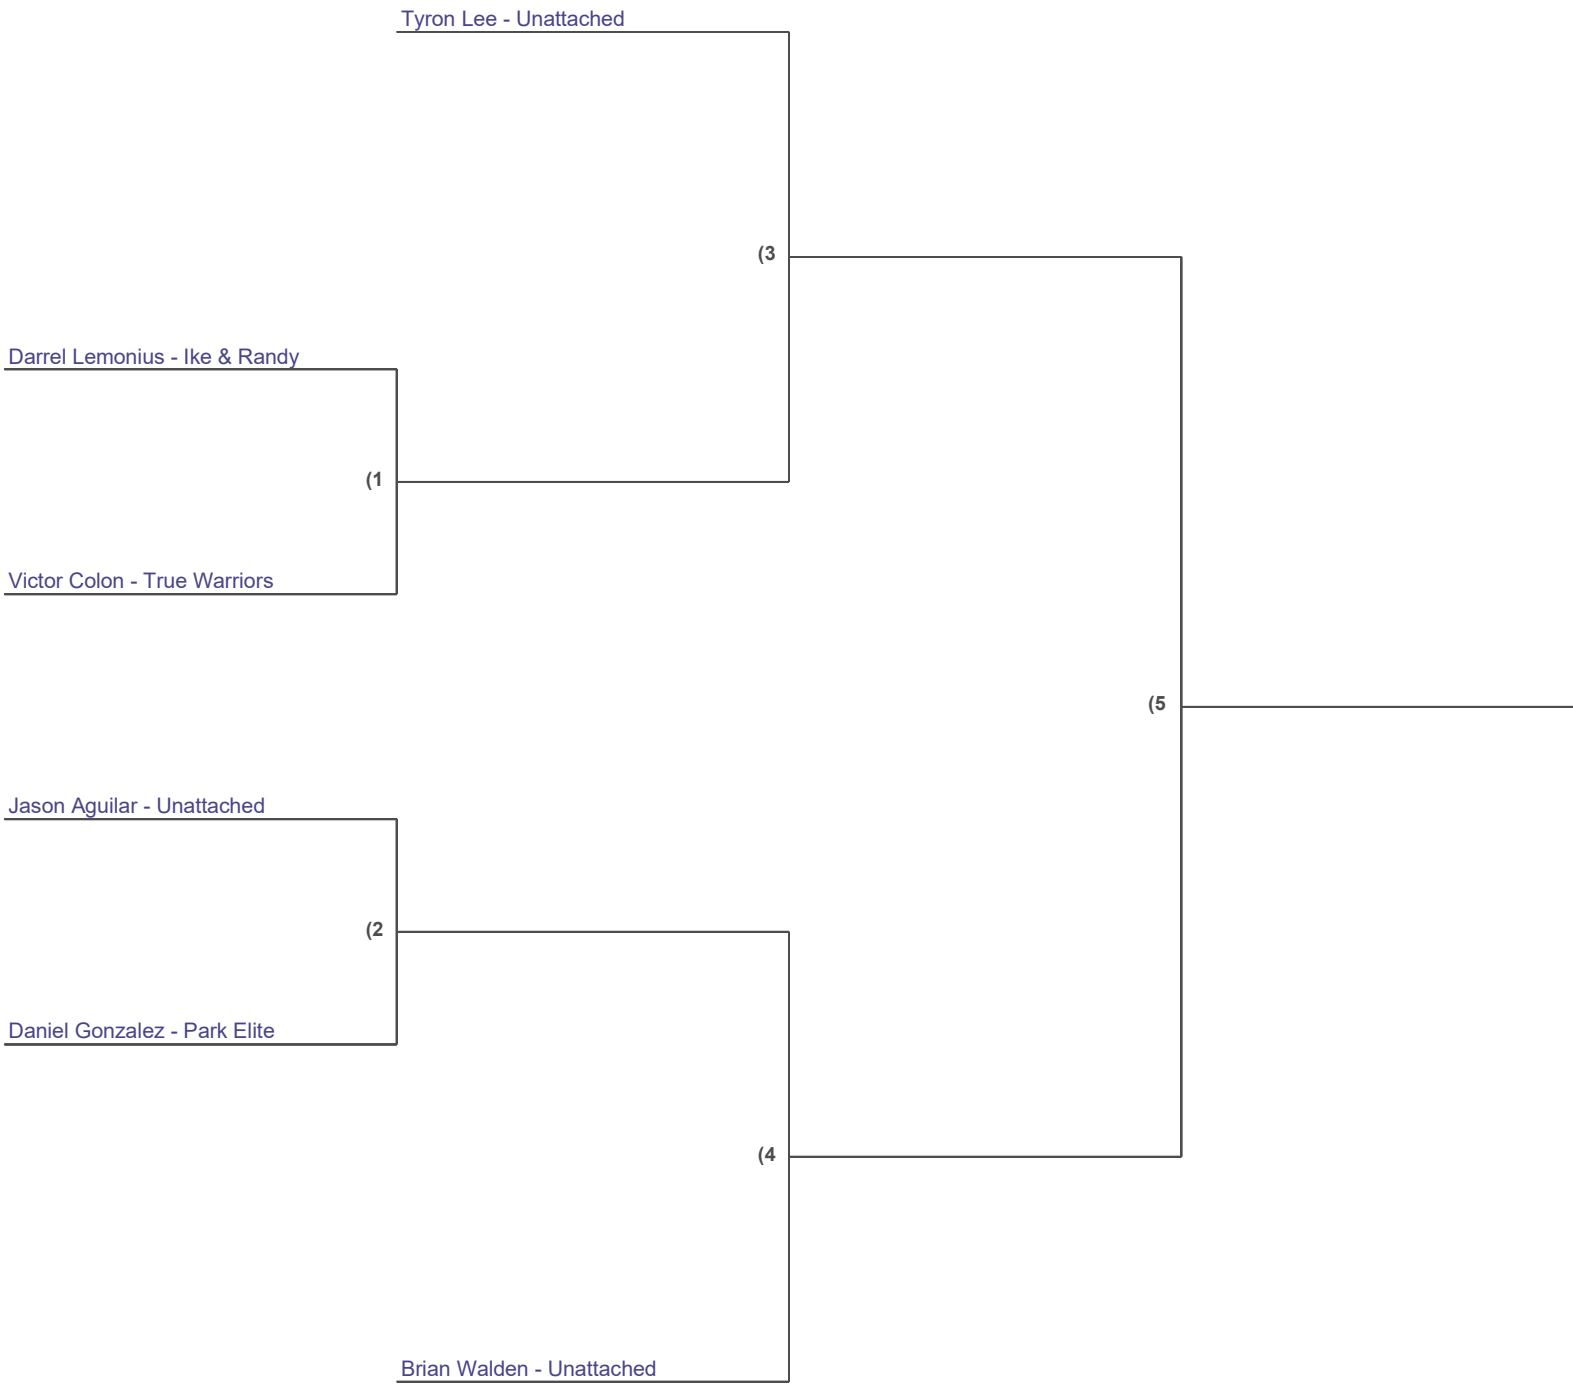 Tyron Lee - Unattached
(3
Darrel Lemonius - Ike & Randy
(1
Victor Colon - True Warriors
(5
Jason Aguilar - Unattached
(2
Daniel Gonzalez - Park Elite
(4
Brian Walden - Unattached